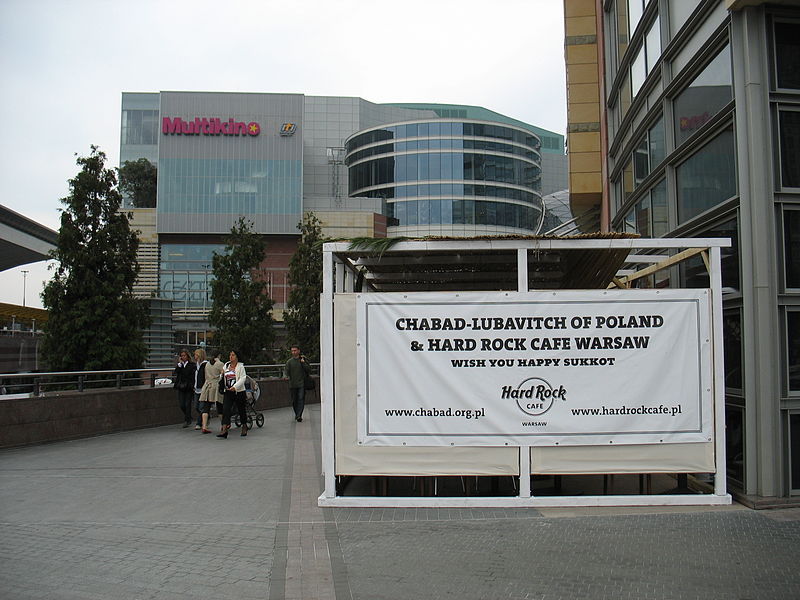 Multikino
CHABAD-LUBAVITCH OF POLAND
& HARD ROCK CAFE WARSAW
WISH YOU HAPPY SUKKOT
Hard Rock
CAFE
www.chabad.org.pl
www.hardrockcafe.pl
WARSAW